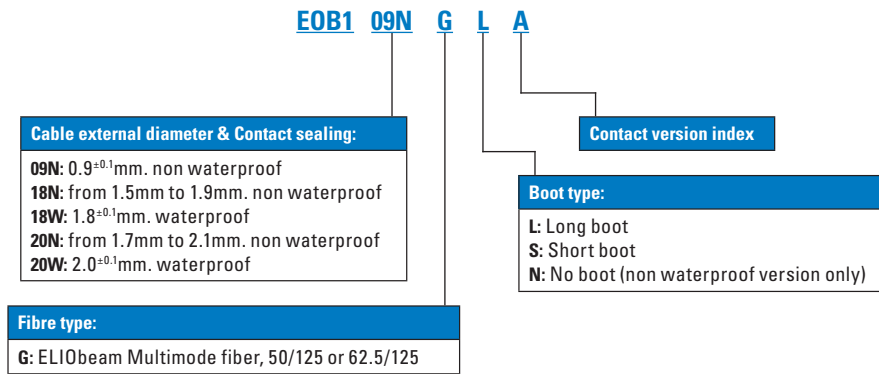 EOB1 09N G L A
Cable external diameter & Contact sealing:
09N: 0.9±0.1mm. non waterproof
18N: from 1.5mm to 1.9mm. non waterproof
18W: 1.8±0.1mm. waterproof
20N: from 1.7mm to 2.1mm. non waterproof
20W: 2.0±0.1mm. waterproof
Contact version index
Boot type:
L: Long boot
S: Short boot
N: No boot (non waterproof version only)
Fibre type:
G: ELIObeam Multimode fiber, 50/125 or 62.5/125